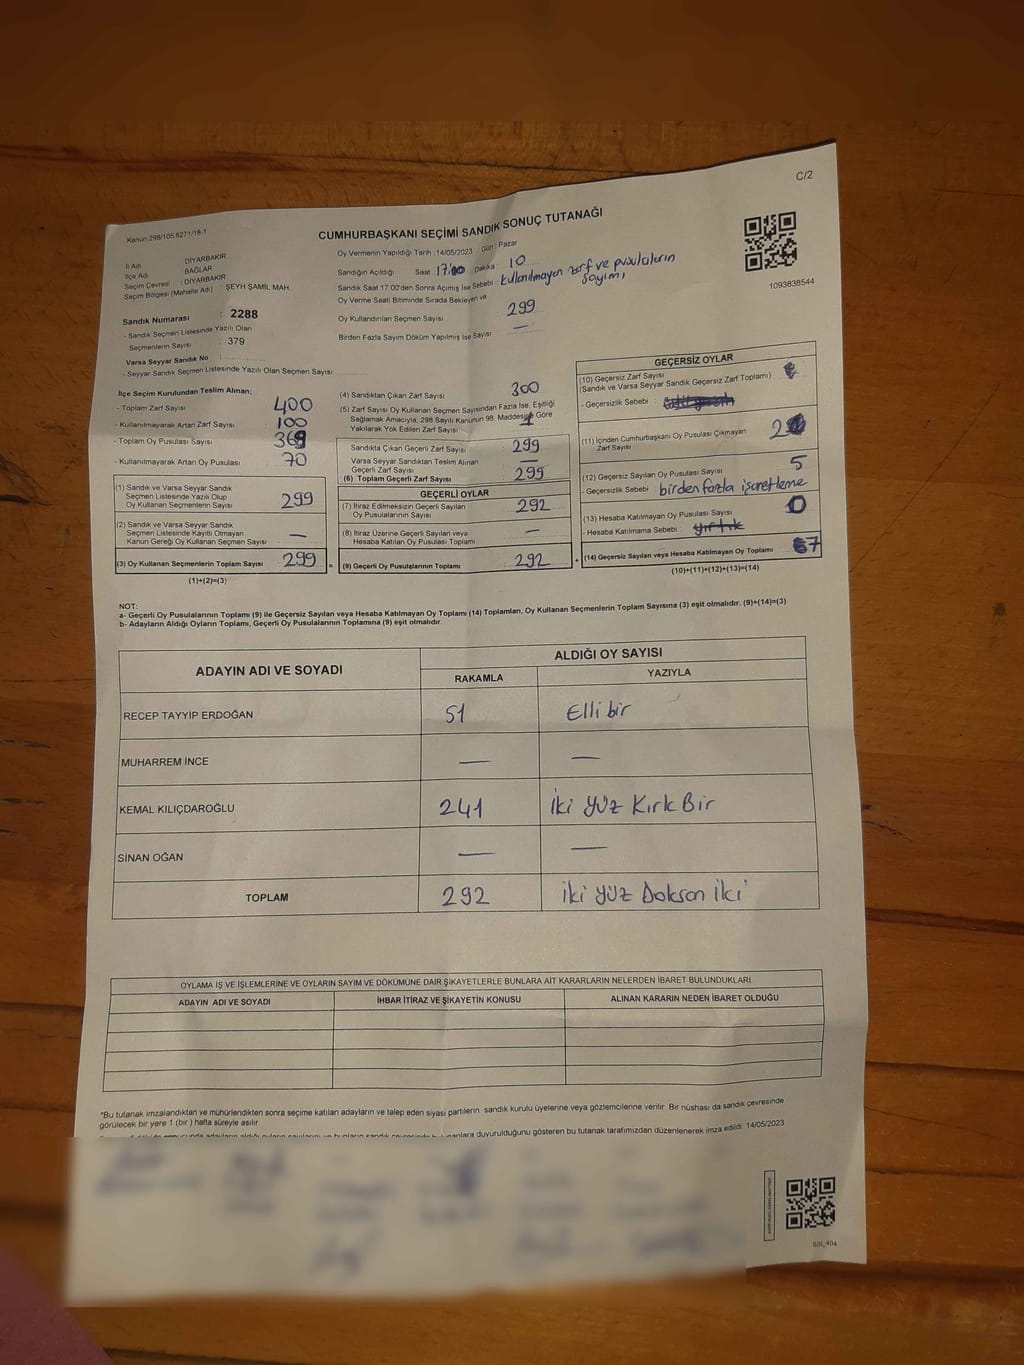 C/2
Kanun:298/105.6271/18-1
CUMHURBAŞKANI SEÇİMİ SANDIK SONUÇ TUTANAĞI
İl Adı DİYARBAKIR
İlçe Adı BAĞLAR
Seçim Çevresi : DİYARBAKIR
Seçim Bölgesi (Mahalle Adı) ŞEYH ŞAMİL MAH.
Oy Vermenin Yapıldığı Tarih :14/05/2023 Gün : Pazar
Sandığın Açıldığı Saat 17:00 Dakika : 10
Sandık Saat 17:00'den Sonra Açılmış İse Sebebi : kullanılmayan zarf ve pusulaların sayımı
Oy Verme Saati Bitiminde Sırada Bekleyen ve
Oy Kullandırılan Seçmen Sayısı 299
Birden Fazla Sayım Döküm Yapılmış İse Sayısı —
1093838544
Sandık Numarası : 2288
- Sandık Seçmen Listesinde Yazılı Olan
Seçmenlerin Sayısı : 379
Varsa Seyyar Sandık No :
- Seyyar Sandık Seçmen Listesinde Yazılı Olan Seçmen Sayısı:
İlçe Seçim Kurulundan Teslim Alınan;
- Toplam Zarf Sayısı 400
- Kullanılmayarak Artan Zarf Sayısı : 100
- Toplam Oy Pusulası Sayısı 369
- Kullanılmayarak Artan Oy Pusulası : 70
(1) Sandık ve Varsa Seyyar Sandık
Seçmen Listesinde Yazılı Olup
Oy Kullanan Seçmenlerin Sayısı : 299
(2) Sandık ve Varsa Seyyar Sandık
Seçmen Listesinde Kayıtlı Olmayan
Kanun Gereği Oy Kullanan Seçmen Sayısı : —
(3) Oy Kullanan Seçmenlerin Toplam Sayısı : 299
(1)+(2)=(3)
(4) Sandıktan Çıkan Zarf Sayısı 300
(5) Zarf Sayısı Oy Kullanan Seçmen Sayısından Fazla İse, Eşitliği
Sağlamak Amacıyla; 298 Sayılı Kanunun 98. Maddesine Göre
Yakılarak Yok Edilen Zarf Sayısı : 1
Sandıkta Çıkan Geçerli Zarf Sayısı : 299
Varsa Seyyar Sandıktan Teslim Alınan
Geçerli Zarf Sayısı —
(6) Toplam Geçerli Zarf Sayısı : 299
GEÇERLİ OYLAR
(7) İtiraz Edilmeksizin Geçerli Sayılan
Oy Pusulalarının Sayısı : 292
(8) İtiraz Üzerine Geçerli Sayılan veya
Hesaba Katılan Oy Pusulası Toplamı : —
(9) Geçerli Oy Pusulalarının Toplamı : 292
GEÇERSİZ OYLAR
(10) Geçersiz Zarf Sayısı
(Sandık ve Varsa Seyyar Sandık Geçersiz Zarf Toplamı) :
- Geçersizlik Sebebi :
(11) İçinden Cumhurbaşkanı Oy Pusulası Çıkmayan
Zarf Sayısı 2
(12) Geçersiz Sayılan Oy Pusulası Sayısı : 5
- Geçersizlik Sebebi : birden fazla işaretleme
(13) Hesaba Katılmayan Oy Pusulası Sayısı : 0
- Hesaba Katılmama Sebebi : yırtık
(14) Geçersiz Sayılan veya Hesaba Katılmayan Oy Toplamı : 7
(10)+(11)+(12)+(13)=(14)
NOT:
a- Geçerli Oy Pusulalarının Toplamı (9) ile Geçersiz Sayılan veya Hesaba Katılmayan Oy Toplamı (14) Toplamları, Oy Kullanan Seçmenlerin Toplam Sayısına (3) eşit olmalıdır. (9)+(14)=(3)
b- Adayların Aldığı Oyların Toplamı, Geçerli Oy Pusulalarının Toplamına (9) eşit olmalıdır.
ADAYIN ADI VE SOYADI ALDIĞI OY SAYISI
RAKAMLA YAZIYLA
RECEP TAYYİP ERDOĞAN 51 Elli bir
MUHARREM İNCE — —
KEMAL KILIÇDAROĞLU 241 İki yüz Kırk Bir
SİNAN OĞAN — —
TOPLAM 292 İki yüz Doksan İki
OYLAMA İŞ VE İŞLEMLERİNE VE OYLARIN SAYIM VE DÖKÜMÜNE DAİR ŞİKAYETLERLE BUNLARA AİT KARARLARIN NELERDEN İBARET BULUNDUKLARI
ADAYIN ADI VE SOYADI İHBAR İTİRAZ VE ŞİKAYETİN KONUSU ALINAN KARARIN NEDEN İBARET OLDUĞU
*Bu tutanak imzalandıktan ve mühürlendikten sonra seçime katılan adayların ve talep eden siyasi partilerin sandık kurulu üyelerine veya gözlemcilerine verilir. Bir nüshası da sandık çevresinde
görülecek bir yere 1 (bir) hafta süreyle asılır.
duyurulduğunu gösteren bu tutanak tarafımızdan düzenlenerek imza edildi. 14/05/2023